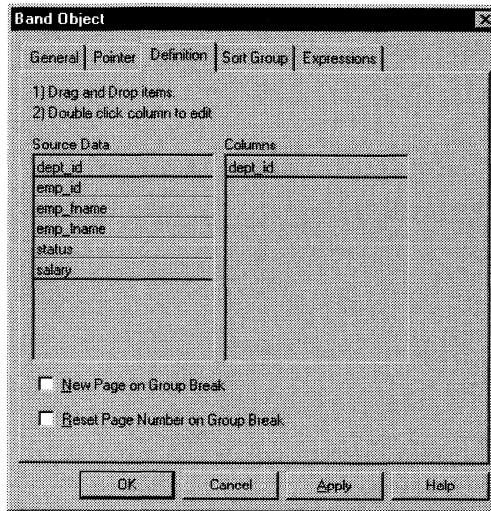 Band Object
General Pointer Definition Sort Group Expressions
1) Drag and Drop items.
2) Double click column to edit
Source Data Columns
dept_id dept_id
emp_id
emp_fname
emp_lname
status
salary
New Page on Group Break
Reset Page Number on Group Break
OK Cancel Apply Help